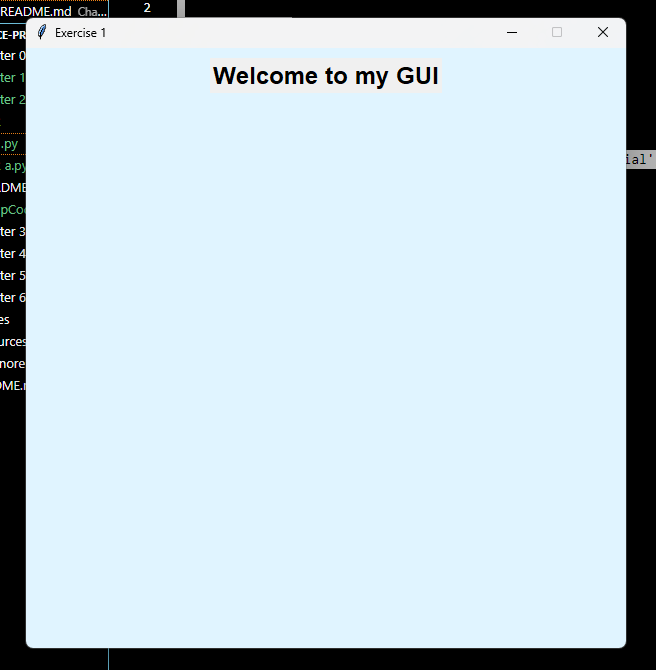 README.md Cha...
2
Exercise 1
Welcome to my GUI
CE-PR
ter 0
ter 1
ter 2
.py
a.py
ADME
pCo
ter 3
ter 4
ter 5
ter 6
es
urces
nore
OME.
ial'